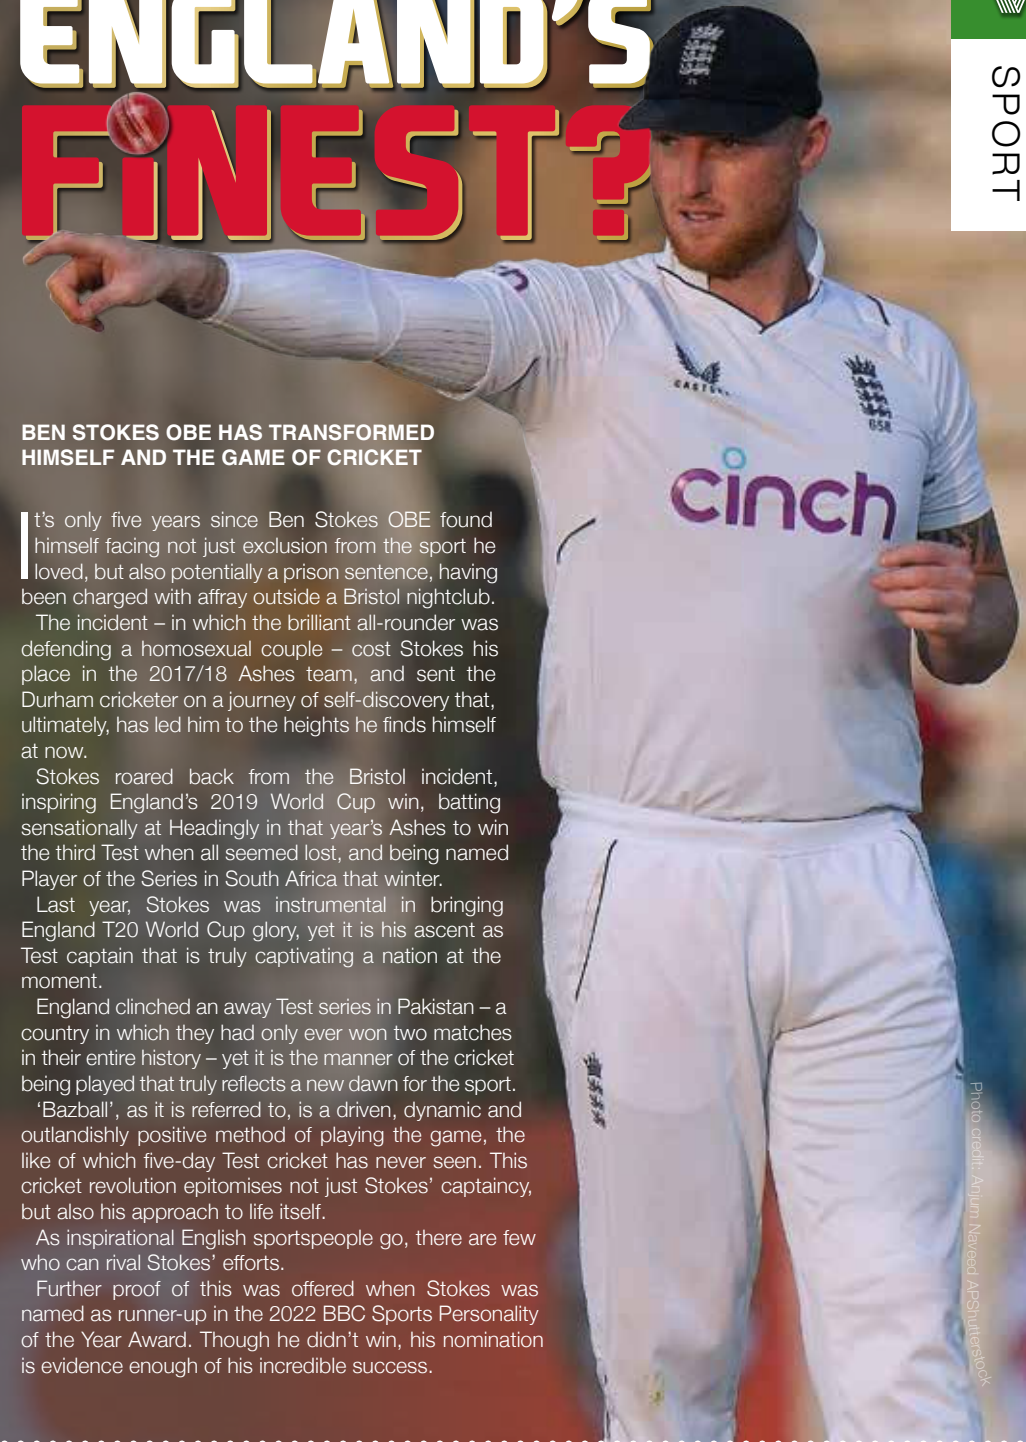 ENGLAND'S
FiNEST?
SPORT
BEN STOKES OBE HAS TRANSFORMED
HIMSELF AND THE GAME OF CRICKET
It's only five years since Ben Stokes OBE found
himself facing not just exclusion from the sport he
loved, but also potentially a prison sentence, having
been charged with affray outside a Bristol nightclub.
The incident – in which the brilliant all-rounder was
defending a homosexual couple – cost Stokes his
place in the 2017/18 Ashes team, and sent the
Durham cricketer on a journey of self-discovery that,
ultimately, has led him to the heights he finds himself
at now.
Stokes roared back from the Bristol incident,
inspiring England's 2019 World Cup win, batting
sensationally at Headingly in that year's Ashes to win
the third Test when all seemed lost, and being named
Player of the Series in South Africa that winter.
Last year, Stokes was instrumental in bringing
England T20 World Cup glory, yet it is his ascent as
Test captain that is truly captivating a nation at the
moment.
England clinched an away Test series in Pakistan – a
country in which they had only ever won two matches
in their entire history – yet it is the manner of the cricket
being played that truly reflects a new dawn for the sport.
'Bazball', as it is referred to, is a driven, dynamic and
outlandishly positive method of playing the game, the
like of which five-day Test cricket has never seen. This
cricket revolution epitomises not just Stokes' captaincy,
but also his approach to life itself.
As inspirational English sportspeople go, there are few
who can rival Stokes' efforts.
Further proof of this was offered when Stokes was
named as runner-up in the 2022 BBC Sports Personality
of the Year Award. Though he didn't win, his nomination
is evidence enough of his incredible success.
cinch
658
Photo credit: Anjum Naveed APShutterstock